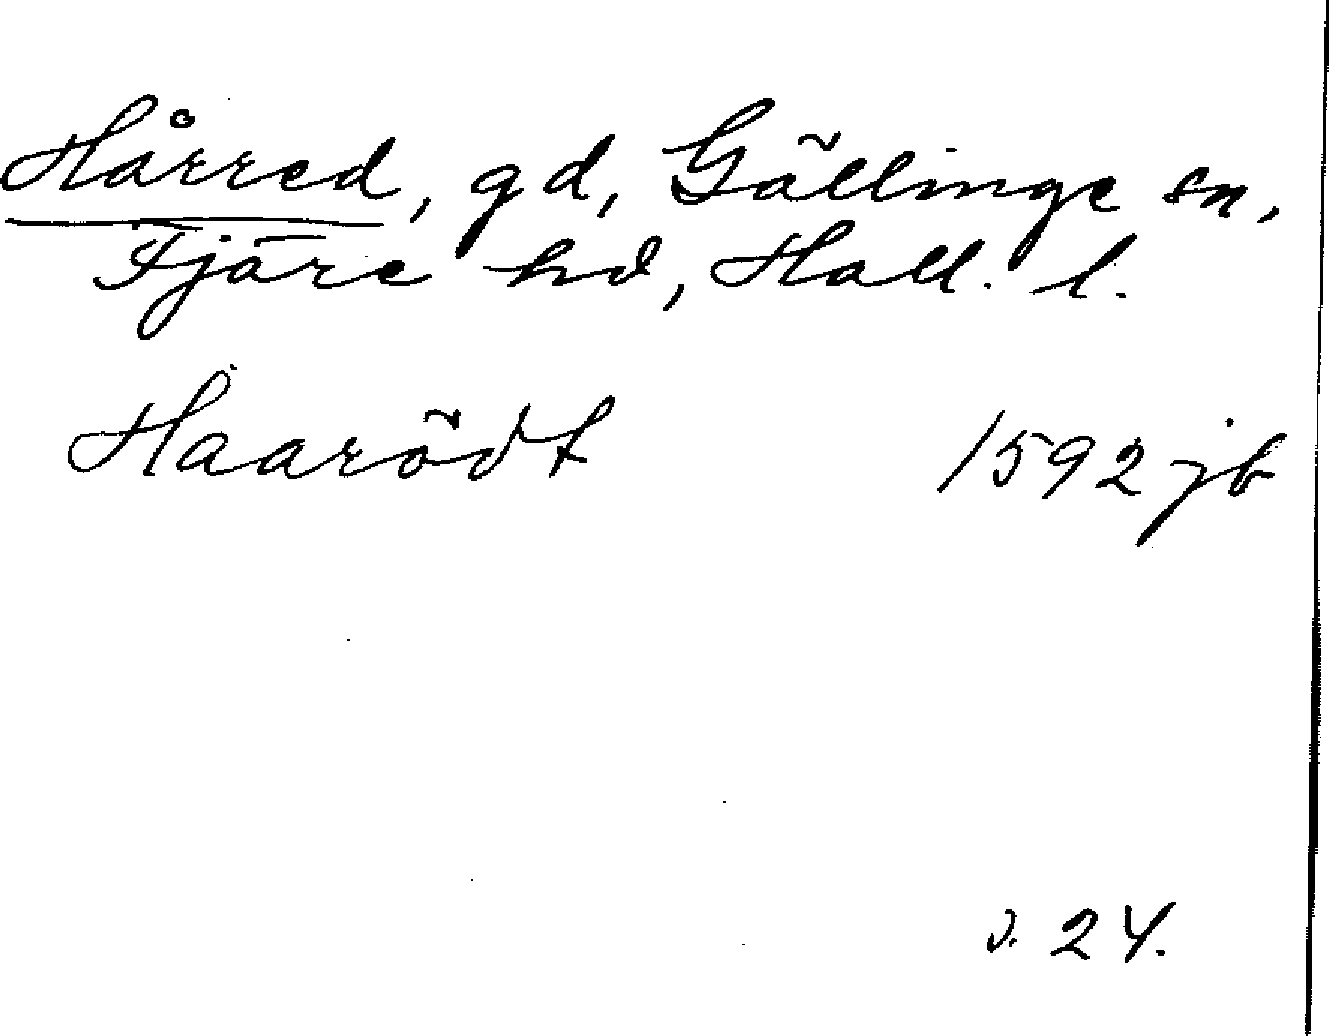 Hårred, gd, Gällinge sn,
Fjäre hd, Hall. l.
Haarödt 1592 jb
s. 24.